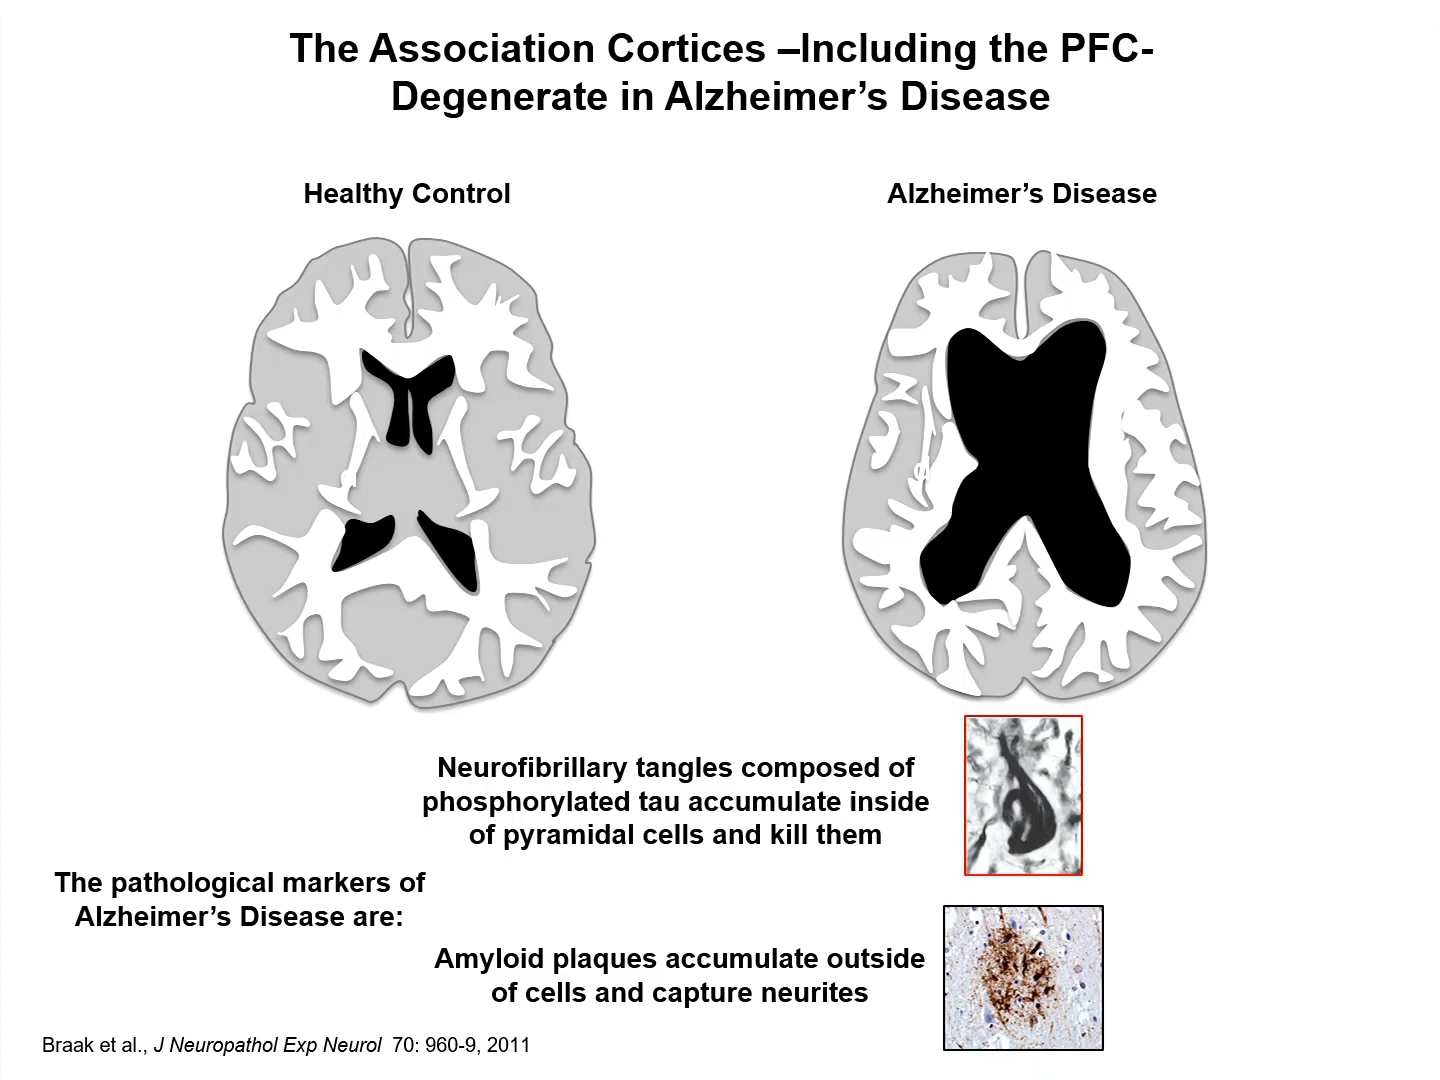 The Association Cortices –Including the PFC-
Degenerate in Alzheimer’s Disease
Healthy Control
Alzheimer’s Disease
Neurofibrillary tangles composed of
phosphorylated tau accumulate inside
of pyramidal cells and kill them
The pathological markers of
Alzheimer’s Disease are:
Amyloid plaques accumulate outside
of cells and capture neurites
Braak et al., J Neuropathol Exp Neurol 70: 960-9, 2011